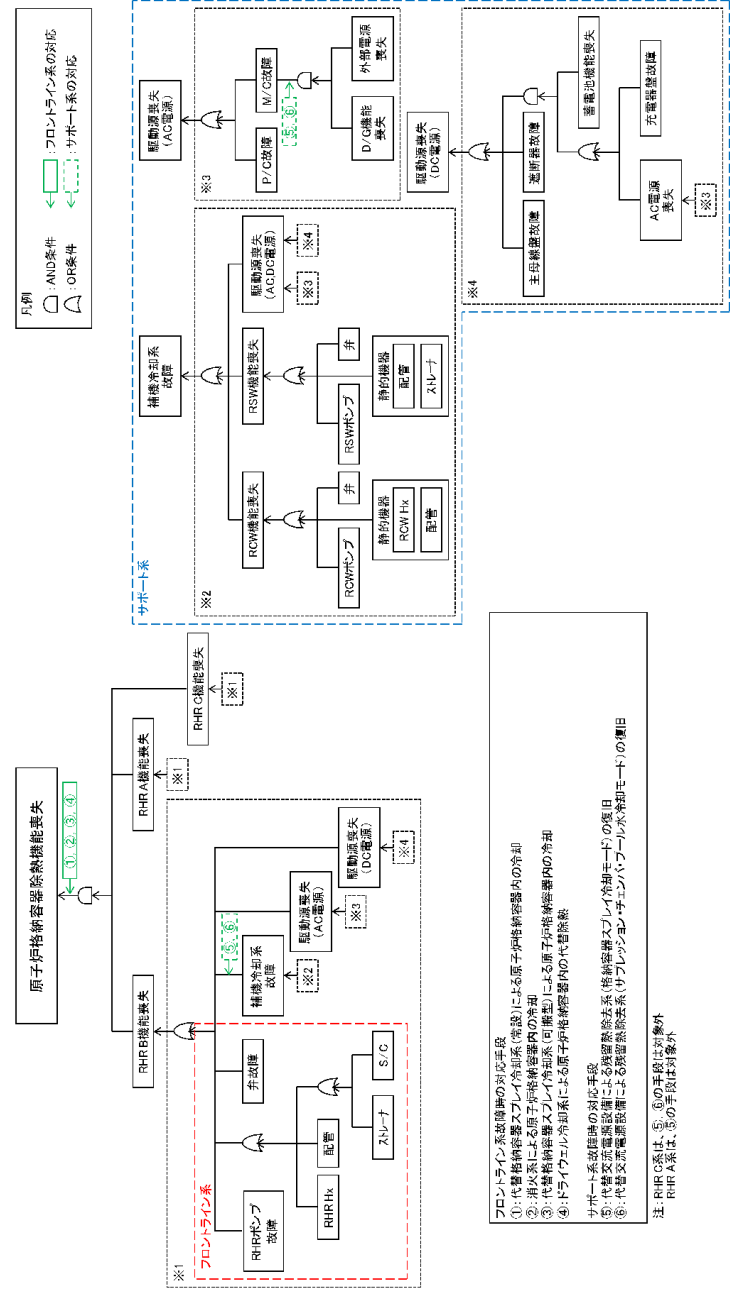 原子炉格納容器除熱機能喪失
①, ②, ③, ④
RHR B機能喪失
RHR A機能喪失
※1
RHR C機能喪失
※1
※1
フロントライン系
RHRポンプ
故障
弁故障
RHR Hx
配管
ストレーナ
S/C
⑤, ⑥
補機冷却系
故障
※2
駆動源喪失
(AC電源)
※3
駆動源喪失
(DC電源)
※4
サポート系
補機冷却系
故障
※2
RCW機能喪失
RCWポンプ
弁
静的機器
RCW Hx
配管
RSW機能喪失
RSWポンプ
弁
静的機器
配管
ストレーナ
駆動源喪失
(AC,DC電源)
※3
※4
駆動源喪失
(AC電源)
※3
P/C故障
M/C故障
⑤, ⑥
D/G機能
喪失
外部電源
喪失
駆動源喪失
(DC電源)
※4
主母線盤故障
遮断器故障
蓄電池機能喪失
AC電源
喪失
※3
充電器盤故障
凡例
:AND条件
:OR条件
:フロントライン系の対応
:サポート系の対応
フロントライン系故障時の対応手段
①:代替格納容器スプレイ冷却系(常設)による原子炉格納容器内の冷却
②:消火系による原子炉格納容器内の冷却
③:代替格納容器スプレイ冷却系(可搬型)による原子炉格納容器内の冷却
④:ドライウェル冷却系による原子炉格納容器内の代替除熱
サポート系故障時の対応手段
⑤:代替交流電源設備による残留熱除去系(格納容器スプレイ冷却モード)の復旧
⑥:代替交流電源設備による残留熱除去系(サプレッション・チェンバ・プール水冷却モード)の復旧
注:RHR C系は、⑤、⑥の手段は対象外
RHR A系は、⑤の手段は対象外